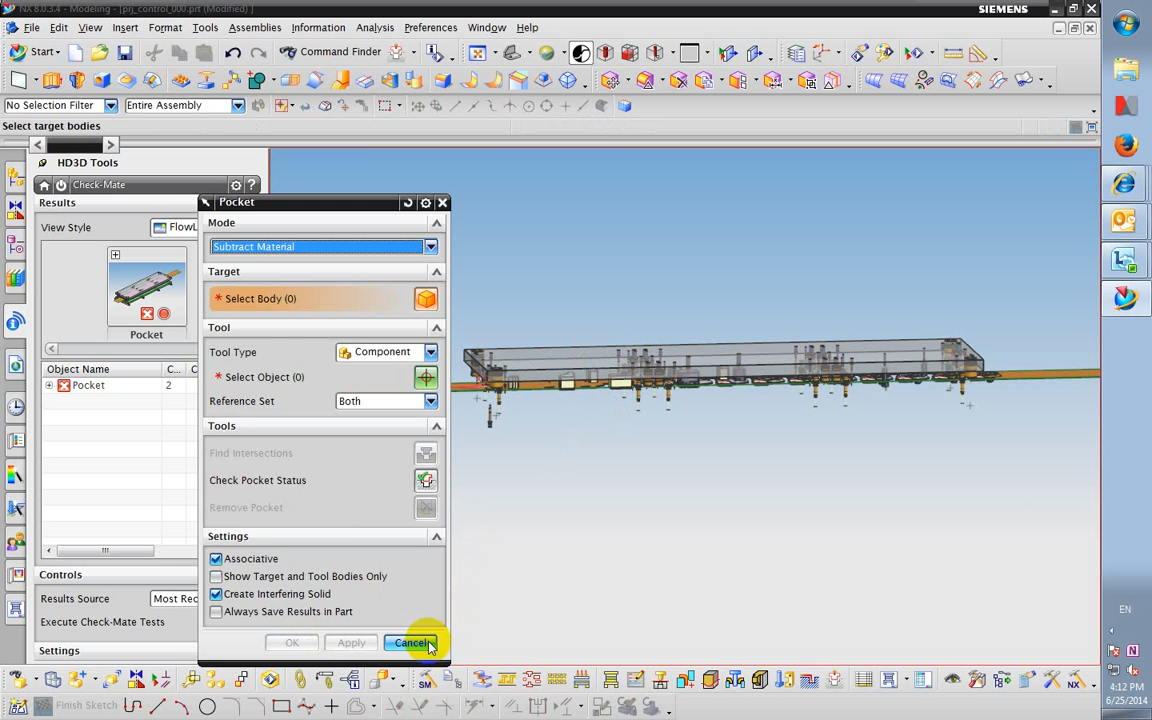 NX 8.0.3.4 - Modeling - [prj_control_000.prt (Modified) ]
SIEMENS
File Edit View Insert Format Tools Assemblies Information Analysis Preferences Window Help
Start Command Finder
No Selection Filter Entire Assembly
Select target bodies
HD3D Tools
Check-Mate
Results
View Style FlowL
Pocket
Object Name C...
Pocket 2
Controls
Results Source Most Rec
Execute Check-Mate Tests
Settings
Pocket
Mode
Subtract Material
Target
* Select Body (0)
Tool
Tool Type Component
* Select Object (0)
Reference Set Both
Tools
Find Intersections
Check Pocket Status
Remove Pocket
Settings
Associative
Show Target and Tool Bodies Only
Create Interfering Solid
Always Save Results in Part
OK Apply Cancel
SM
NX
Finish Sketch
EN
4:12 PM
6/25/2014